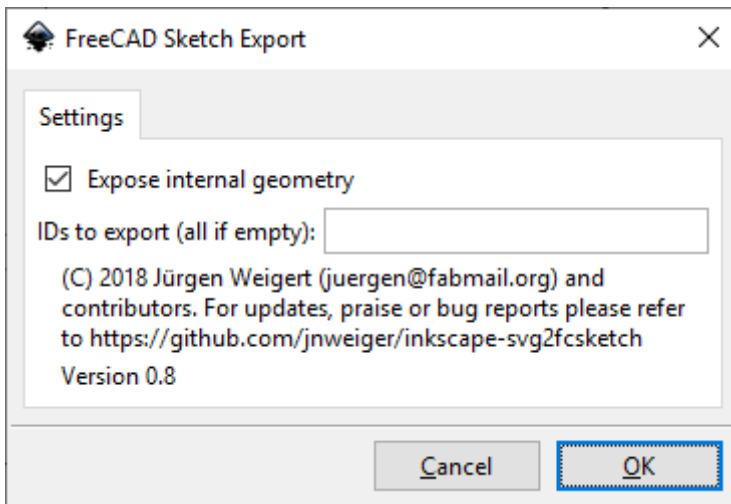 FreeCAD Sketch Export
Settings
Expose internal geometry
IDs to export (all if empty):
(C) 2018 Jürgen Weigert (juergen@fabmail.org) and
contributors. For updates, praise or bug reports please refer
to https://github.com/jnweiger/inkscape-svg2fcsketch
Version 0.8
Cancel
OK